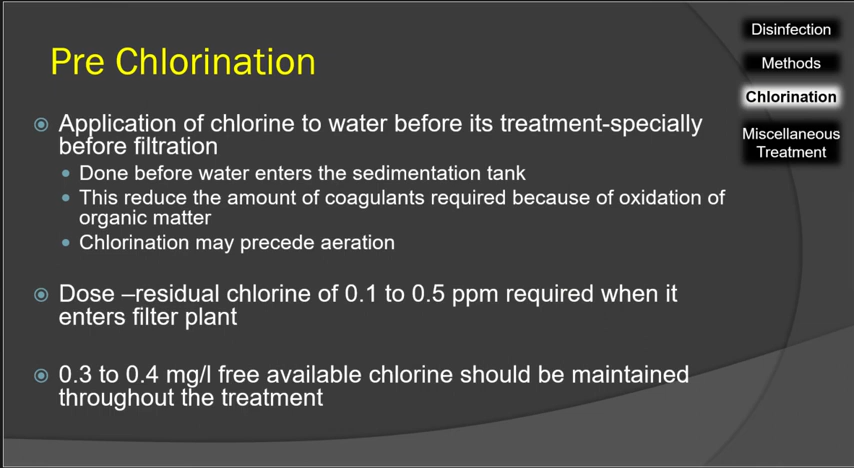 Pre Chlorination
Application of chlorine to water before its treatment-specially
before filtration
Done before water enters the sedimentation tank
This reduce the amount of coagulants required because of oxidation of
organic matter
Chlorination may precede aeration
Dose –residual chlorine of 0.1 to 0.5 ppm required when it
enters filter plant
0.3 to 0.4 mg/l free available chlorine should be maintained
throughout the treatment
Disinfection
Methods
Chlorination
Miscellaneous
Treatment